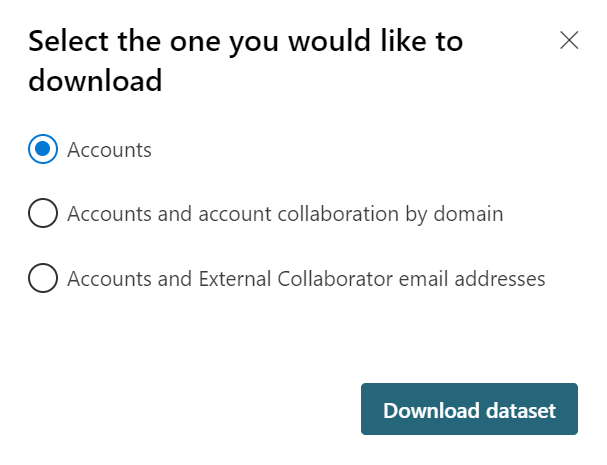 Select the one you would like to
download
Accounts
Accounts and account collaboration by domain
Accounts and External Collaborator email addresses
Download dataset